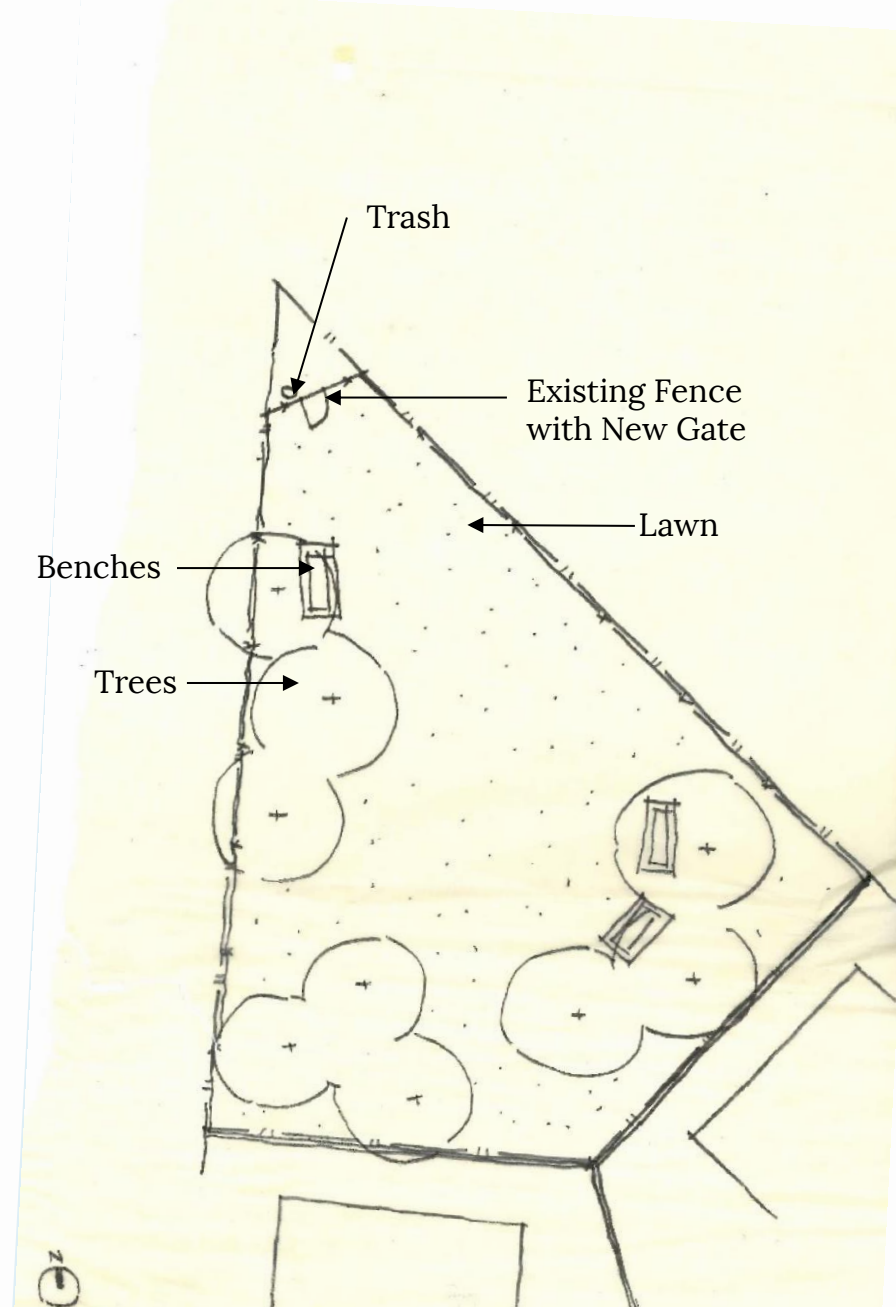 Trash
Existing Fence
with New Gate
Lawn
Benches
Trees
N